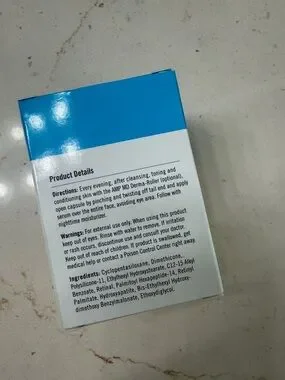 Product Details
Directions: Every evening, after cleansing, toning and
conditioning skin with the AMP MD Derma-Roller (optional),
open capsule by pinching and twisting off tail end and apply
serum over the entire face, avoiding eye area. Follow with
nighttime moisturizer.
Warnings: For external use only. When using this product
keep out of eyes. Rinse with water to remove. If irritation
or rash occurs, discontinue use and consult your doctor.
Keep out of reach of children. If product is swallowed, get
medical help or contact a Poison Control Center right away.
Ingredients: Cyclopentasiloxane, Dimethicone,
Polysilicone-11, Ethylhexyl Hydroxystearate, C12-15 Alkyl
Benzoate, Retinal, Palmitoyl Hexapeptide-14, Retinyl
Palmitate, Hydroxyapatite, Bis-Ethylhexyl Hydroxy-
dimethoxy Benzylmalonate, Ethoxydiglycol.